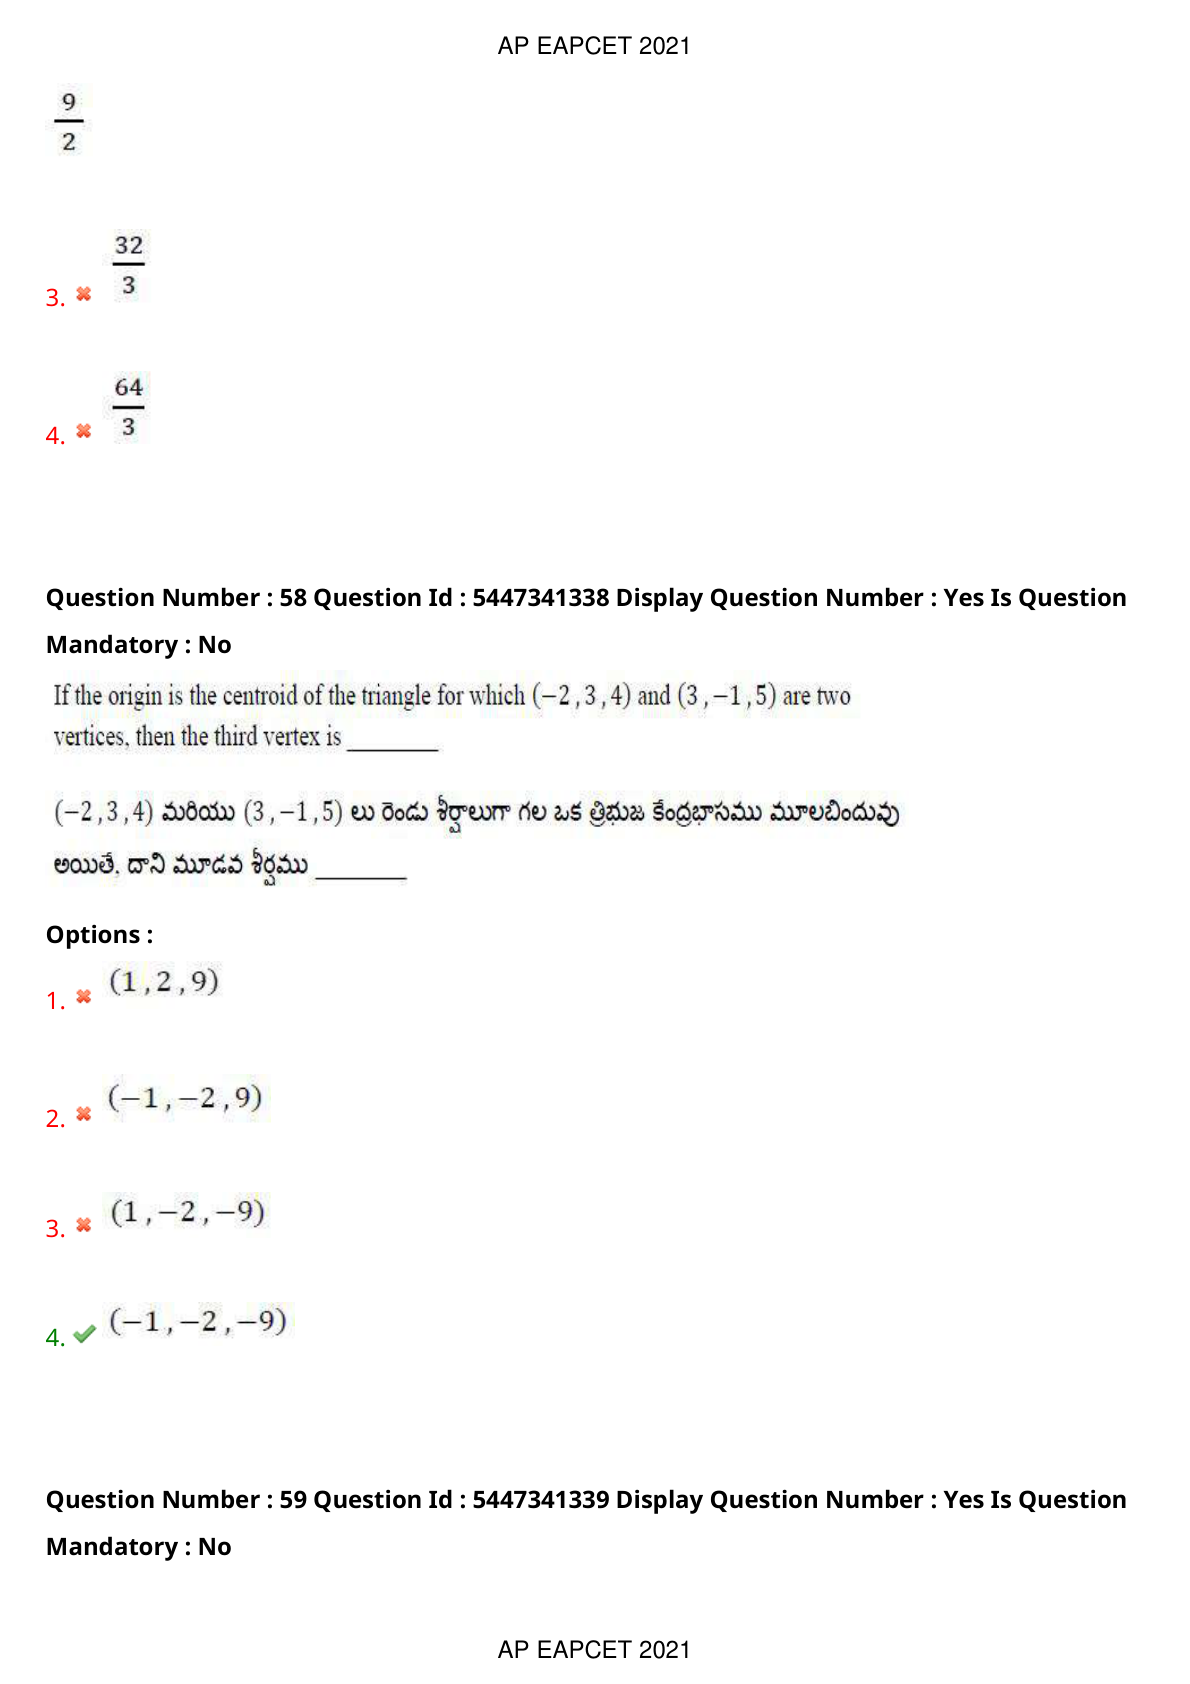 AP EAPCET 2021
9
2
32
3
3.
64
3
4.
Question Number : 58 Question Id : 5447341338 Display Question Number : Yes Is Question
Mandatory : No
If the origin is the centroid of the triangle for which (−2 , 3 , 4) and (3 , −1 , 5) are two
vertices, then the third vertex is ________
(−2 , 3 , 4) మరియు (3 , −1 , 5) లు రెండు శీర్షాలుగా గల ఒక త్రిభుజ కేంద్రభాసము మూలబిందువు
అయితే, దాని మూడవ శీర్షము ________
Options :
1. (1 , 2 , 9)
2. (−1 , −2 , 9)
3. (1 , −2 , −9)
4. (−1 , −2 , −9)
Question Number : 59 Question Id : 5447341339 Display Question Number : Yes Is Question
Mandatory : No
AP EAPCET 2021